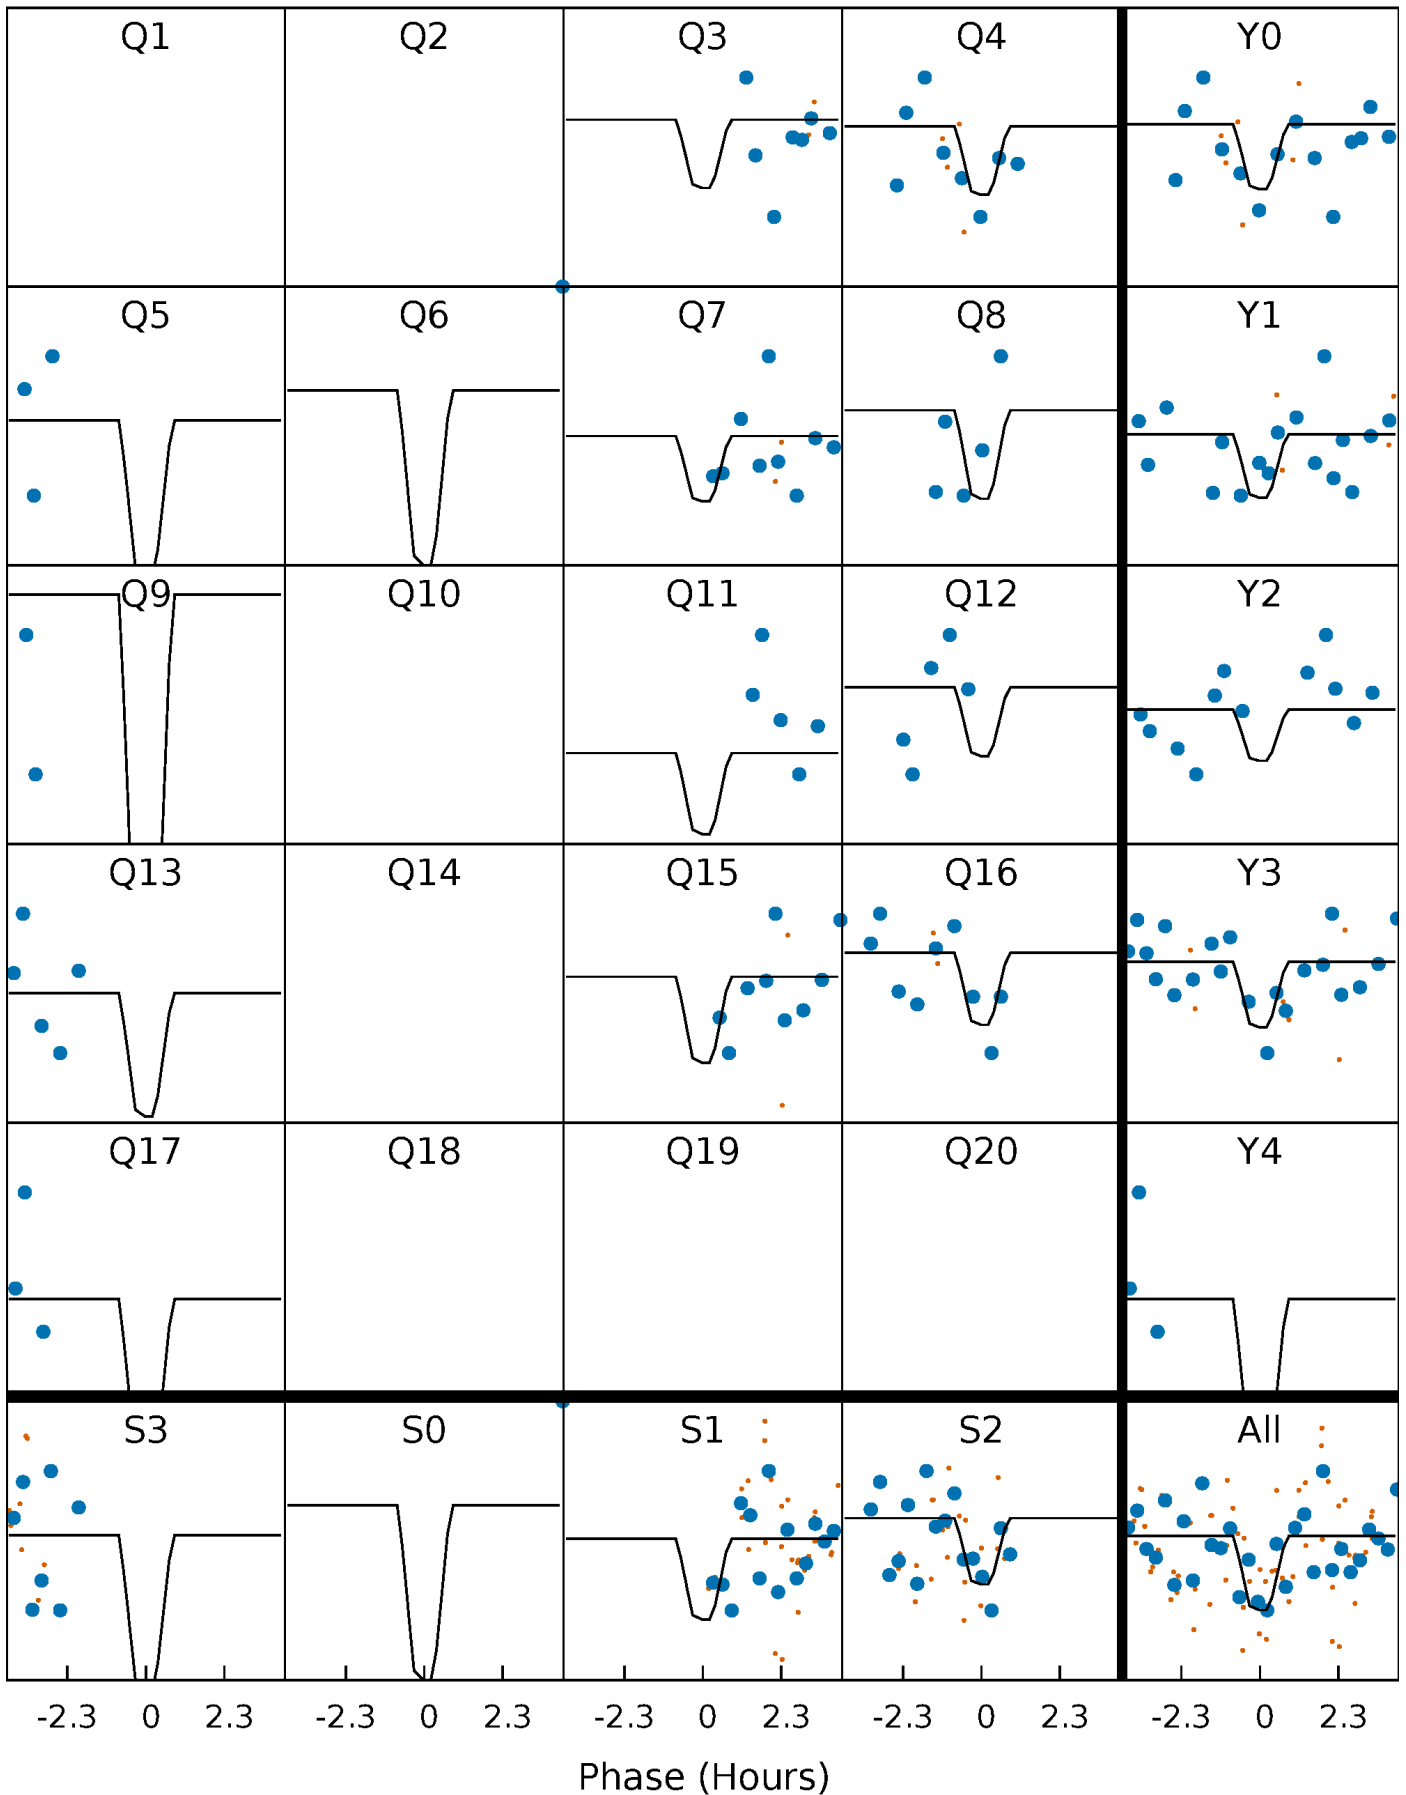 Q1 Q2 Q3 Q4 Y0
Q5 Q6 Q7 Q8 Y1
Q9 Q10 Q11 Q12 Y2
Q13 Q14 Q15 Q16 Y3
Q17 Q18 Q19 Q20 Y4
S3 S0 S1 S2 All
-2.3 0 2.3 -2.3 0 2.3 -2.3 0 2.3 -2.3 0 2.3 -2.3 0 2.3
Phase (Hours)